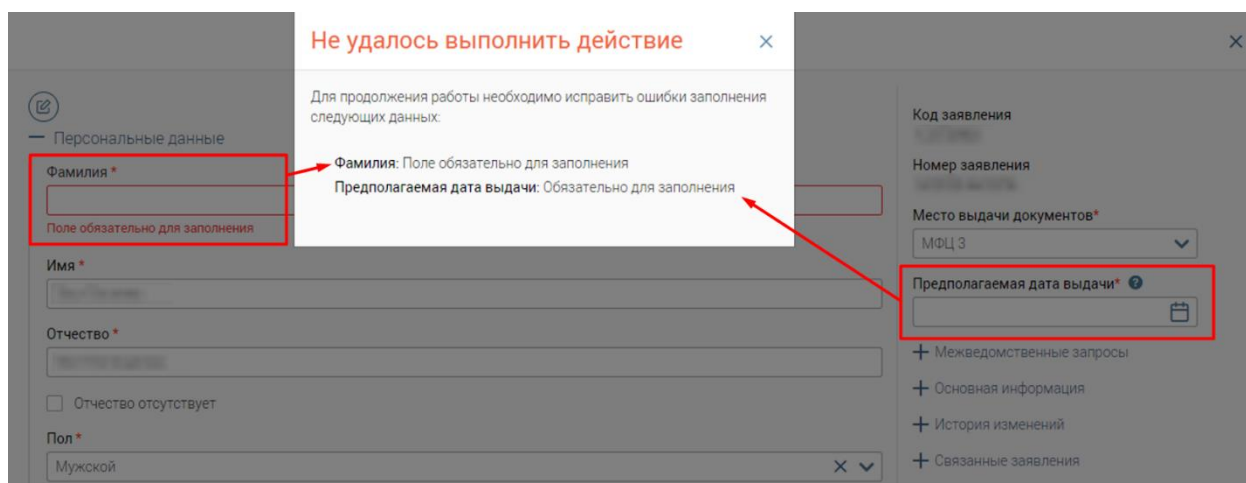 Не удалось выполнить действие
Для продолжения работы необходимо исправить ошибки заполнения
следующих данных:
Фамилия: Поле обязательно для заполнения
Предполагаемая дата выдачи: Обязательно для заполнения
Персональные данные
Фамилия *
Поле обязательно для заполнения
Имя *
Отчество *
Отчество отсутствует
Пол *
Мужской
Код заявления
Номер заявления
Место выдачи документов*
МФЦ 3
Предполагаемая дата выдачи* ?
Межведомственные запросы
Основная информация
История изменений
Связанные заявления